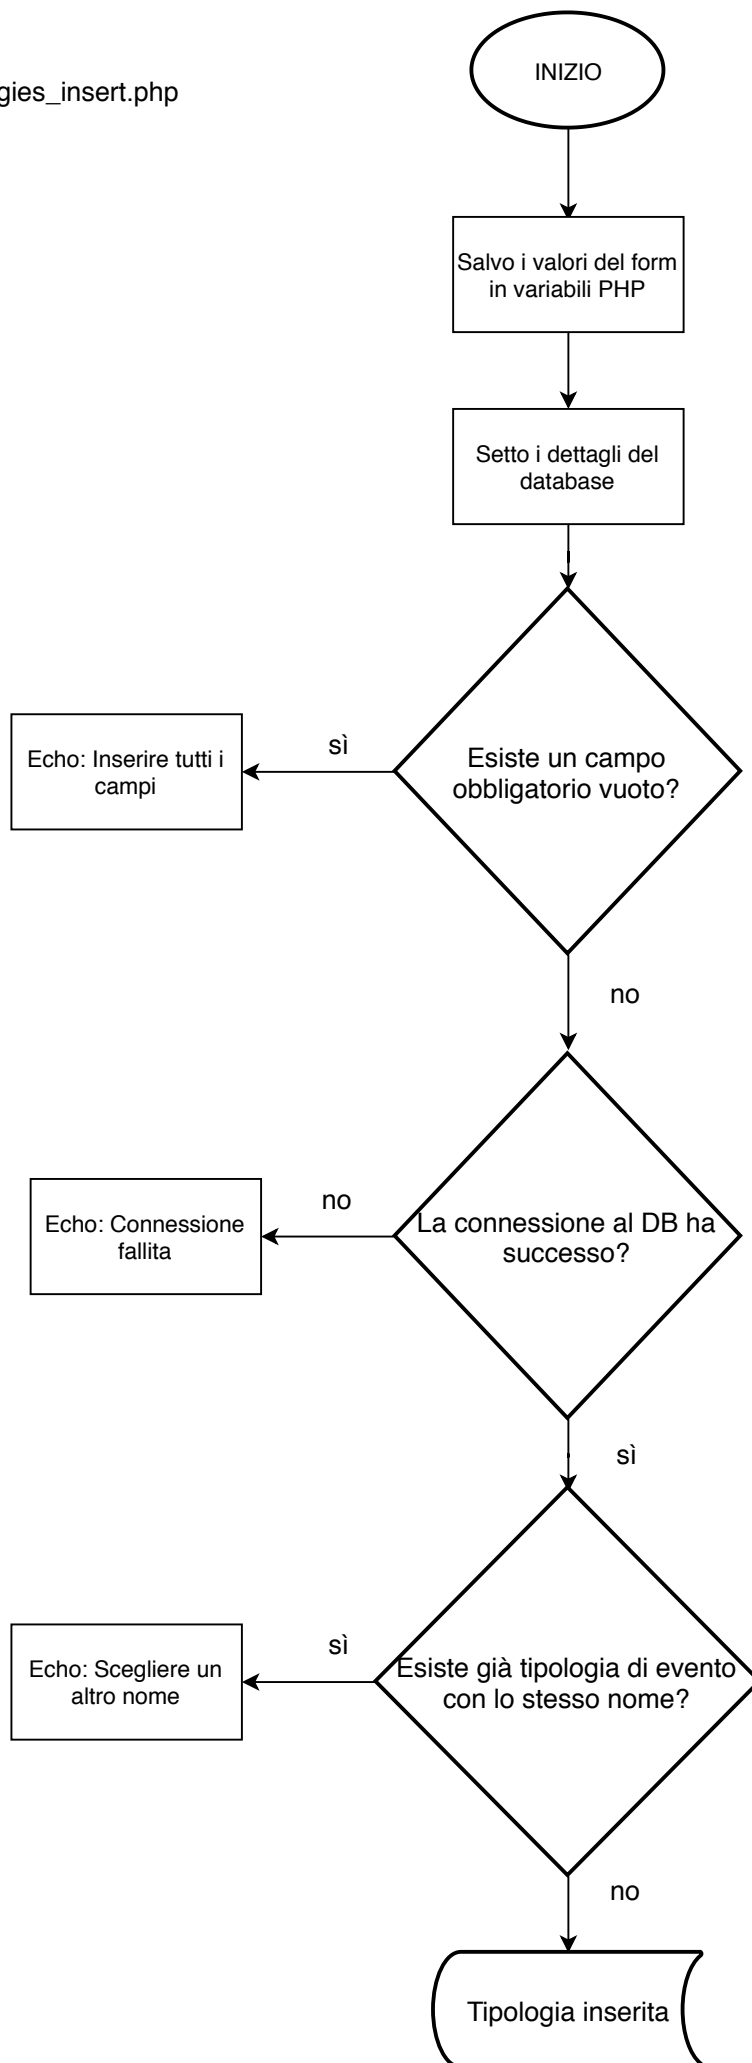 gies_insert.php
INIZIO
Salvo i valori del form
in variabili PHP
Setto i dettagli del
database
Esiste un campo
obbligatorio vuoto?
sì
Echo: Inserire tutti i
campi
no
La connessione al DB ha
successo?
no
Echo: Connessione
fallita
sì
Esiste già tipologia di evento
con lo stesso nome?
sì
Echo: Scegliere un
altro nome
no
Tipologia inserita